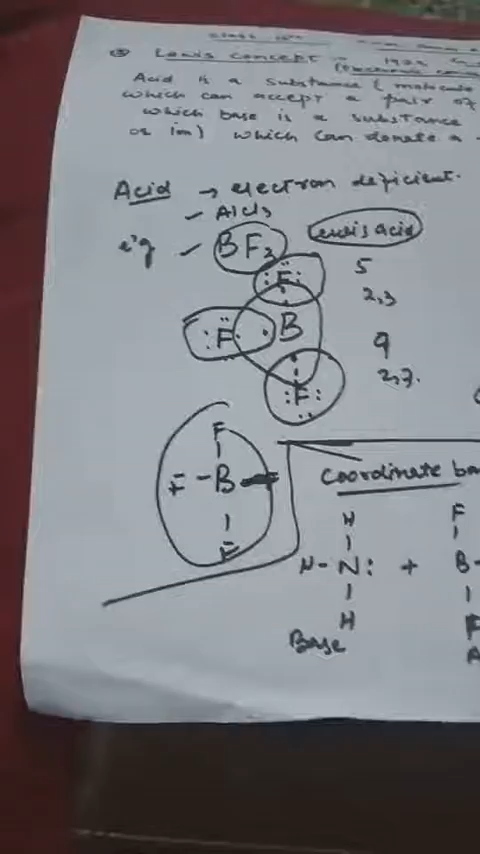 Lewis concept
Acid is a substance (molecule
which can accept a pair of
which base is a substance
or ion) which can donate a
Acid → electron deficient.
- AlCl3
e'g ✓ BF3 Lewis acid
:F: 5
2,3
:F B
9
:F: 2,7.
F
F - B
F
Coordinate
H F
H - N: + B -
H F
Base A